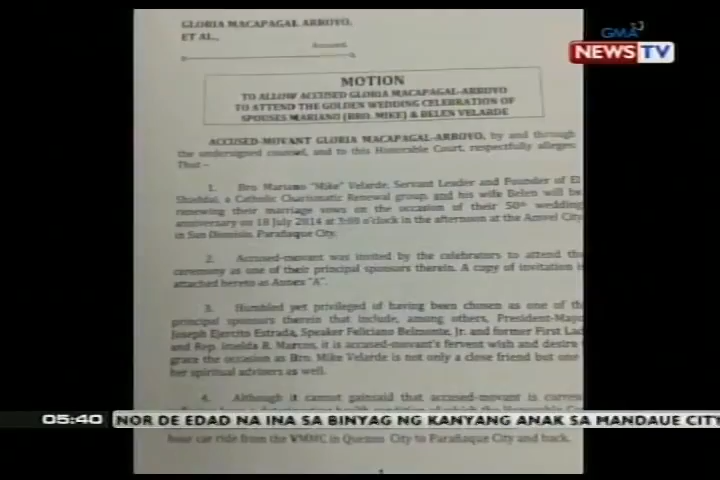 GLORIA MACAPAGAL ARROYO,
ET AL.,
Accused.
GMA
NEWS TV
MOTION
TO ALLOW ACCUSED GLORIA MACAPAGAL-ARROYO
TO ATTEND THE GOLDEN WEDDING CELEBRATION OF
SPOUSES MARIANO (BRO. MIKE) & BELEN VELARDE
ACCUSED-MOVANT GLORIA MACAPAGAL-ARROYO, by and through
the undersigned counsel, and to this Honorable Court, respectfully alleges
That –
1. Bro Mariano "Mike" Velarde, Servant Leader and Founder of El
Shaddai, a Catholic Charismatic Renewal group, and his wife Belen will be
renewing their marriage vows on the occasion of their 50th wedding
anniversary on 18 July 2014 at 3:00 o'clock in the afternoon at the Amvel City
in San Dionisio, Parañaque City.
2. Accused-movant was invited by the celebrators to attend the
ceremony as one of their principal sponsors therein. A copy of invitation is
attached hereto as Annex "A".
3. Humbled yet privileged of having been chosen as one of th
principal sponsors therein that include, among others, President-Mayo
Joseph Ejercito Estrada, Speaker Feliciano Belmonte, Jr. and former First Lad
and Rep. Imelda R. Marcos, it is accused-movant's fervent wish and desire t
grace the occasion as Bro. Mike Velarde is not only a close friend but one
her spiritual advisers as well.
4. Although it cannot gainsaid that accused-movant is curren
05:40 NOR DE EDAD NA INA SA BINYAG NG KANYANG ANAK SA MANDAUE CITY
hour car ride from the VMMC in Quezon City to Parañaque City and back.